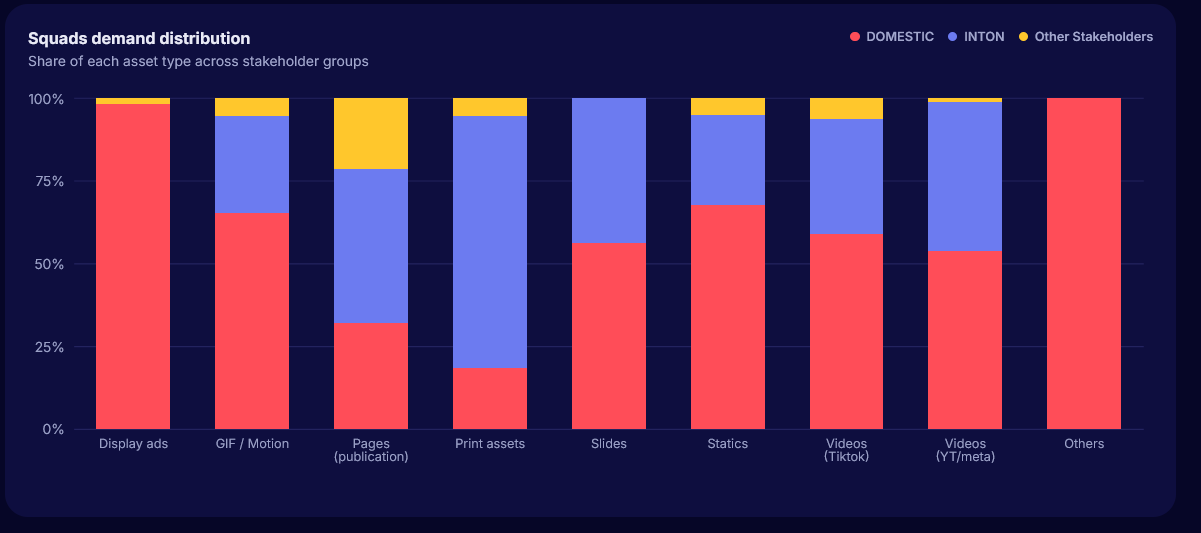 Squads demand distribution
DOMESTIC INTON Other Stakeholders
Share of each asset type across stakeholder groups
100%
75%
50%
25%
0%
Display ads
GIF / Motion
Pages
(publication)
Print assets
Slides
Statics
Videos
(Tiktok)
Videos
(YT/meta)
Others